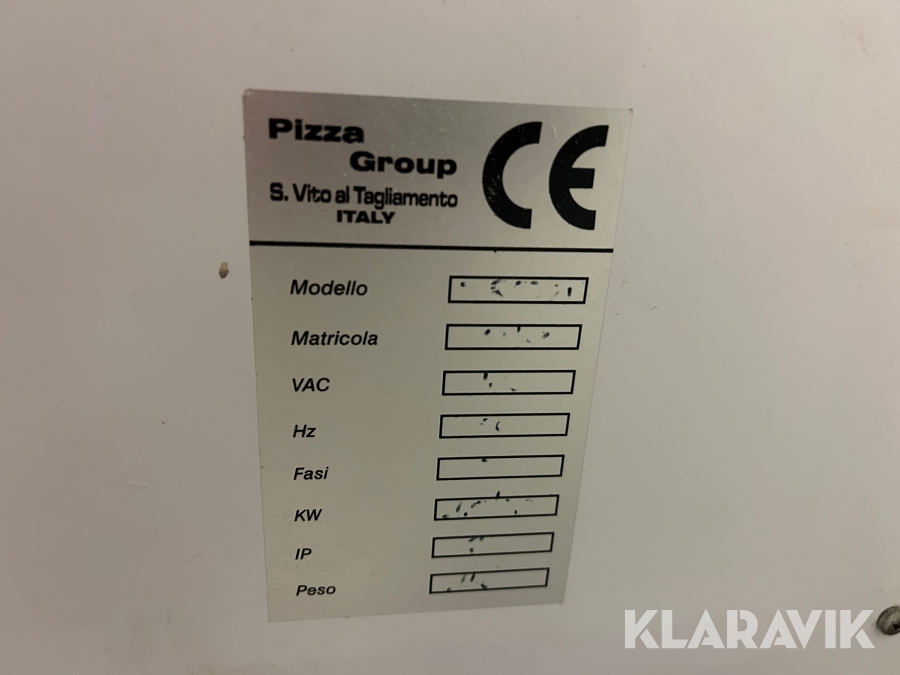 Pizza
Group
S. Vito al Tagliamento
ITALY
CE
Modello
Matricola
VAC
Hz
Fasi
KW
IP
Peso
KLARAVIK